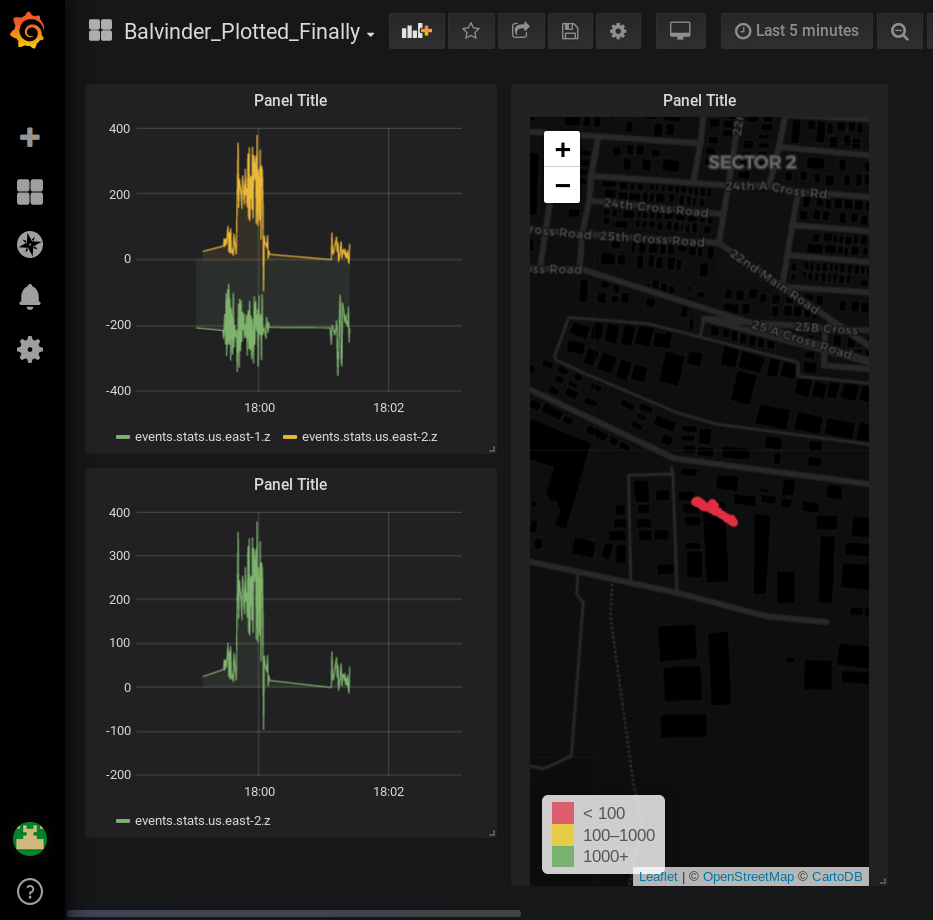 Balvinder_Plotted_Finally
Last 5 minutes
Panel Title
400
200
0
-200
-400
18:00
18:02
events.stats.us.east-1.z
events.stats.us.east-2.z
Panel Title
400
300
200
100
0
-100
-200
18:00
18:02
events.stats.us.east-2.z
Panel Title
+
−
SECTOR 2
24th A Cross Rd.
24th Cross Road
ross Road
25th Cross Road
ss Road
22nd Main Road
25B Cross
25 A Cross Road
< 100
100–1000
1000+
Leaflet | © OpenStreetMap © CartoDB
?